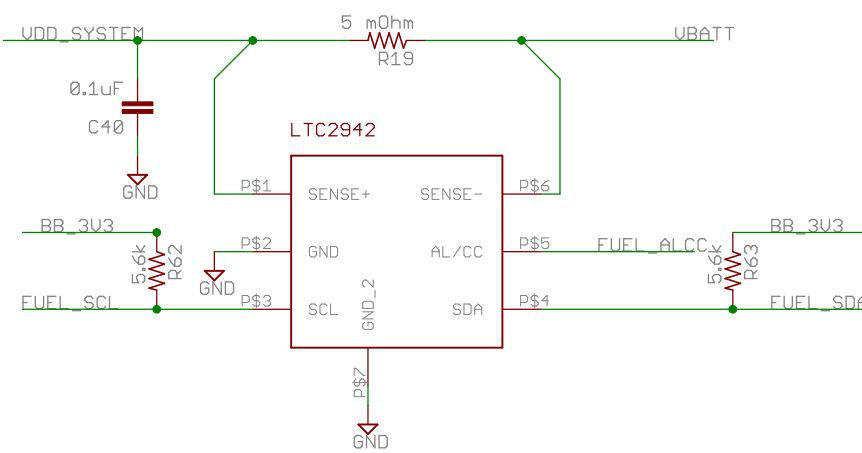 5 mOhm
VDD_SYSTEM
VBATT
R19
0.1uF
C40
LTC2942
GND
P$1
SENSE+
SENSE-
P$6
BB_3V3
BB_3V3
P$2
GND
AL/CC
P$5
FUEL_ALCC
5.6k
R62
5.6k
R63
GND
GND_2
FUEL_SCL
P$3
SCL
SDA
P$4
FUEL_SDA
P$7
GND